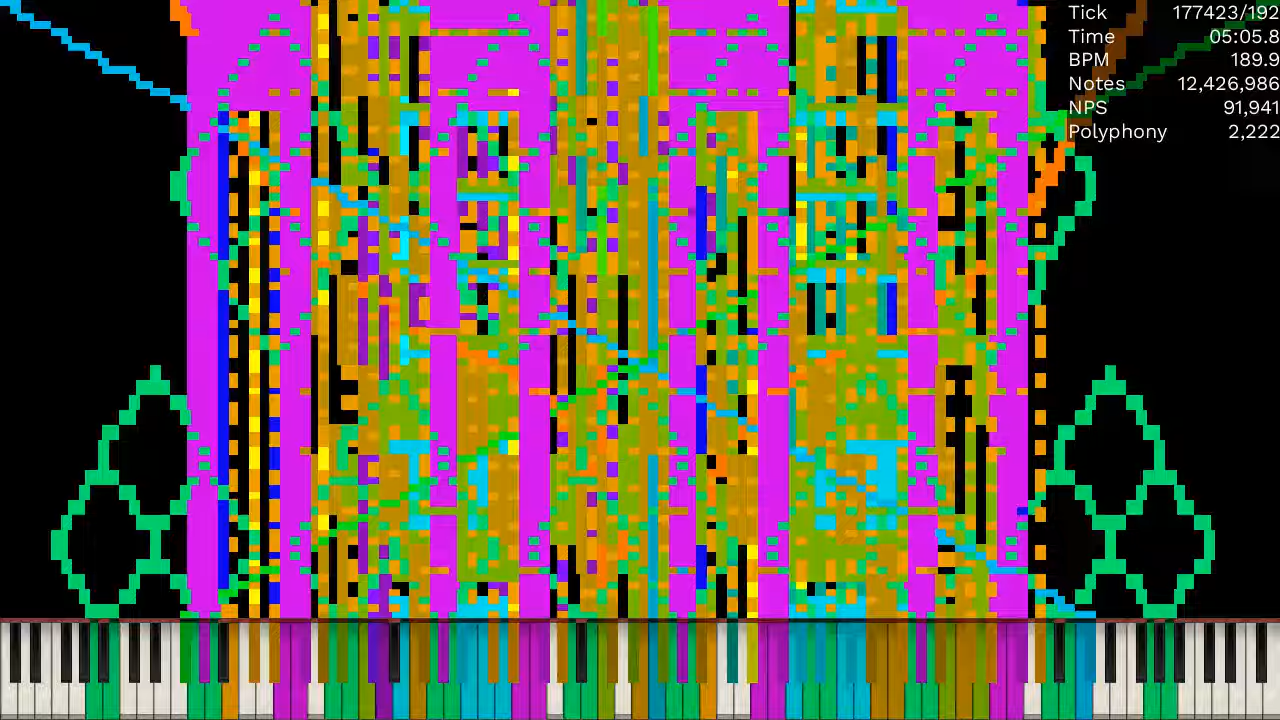 Tick 177423/192
Time 05:05.8
BPM 189.9
Notes 12,426,986
NPS 91,941
Polyphony 2,222